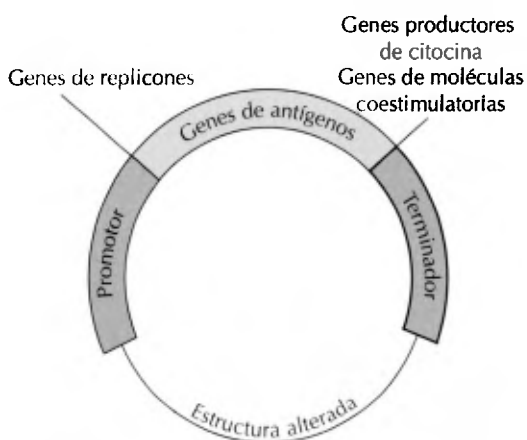 Genes productores
de citocina
Genes de moléculas
coestimulatorias
Genes de replicones
Genes de antígenos
Promotor
Terminador
Estructura alterada